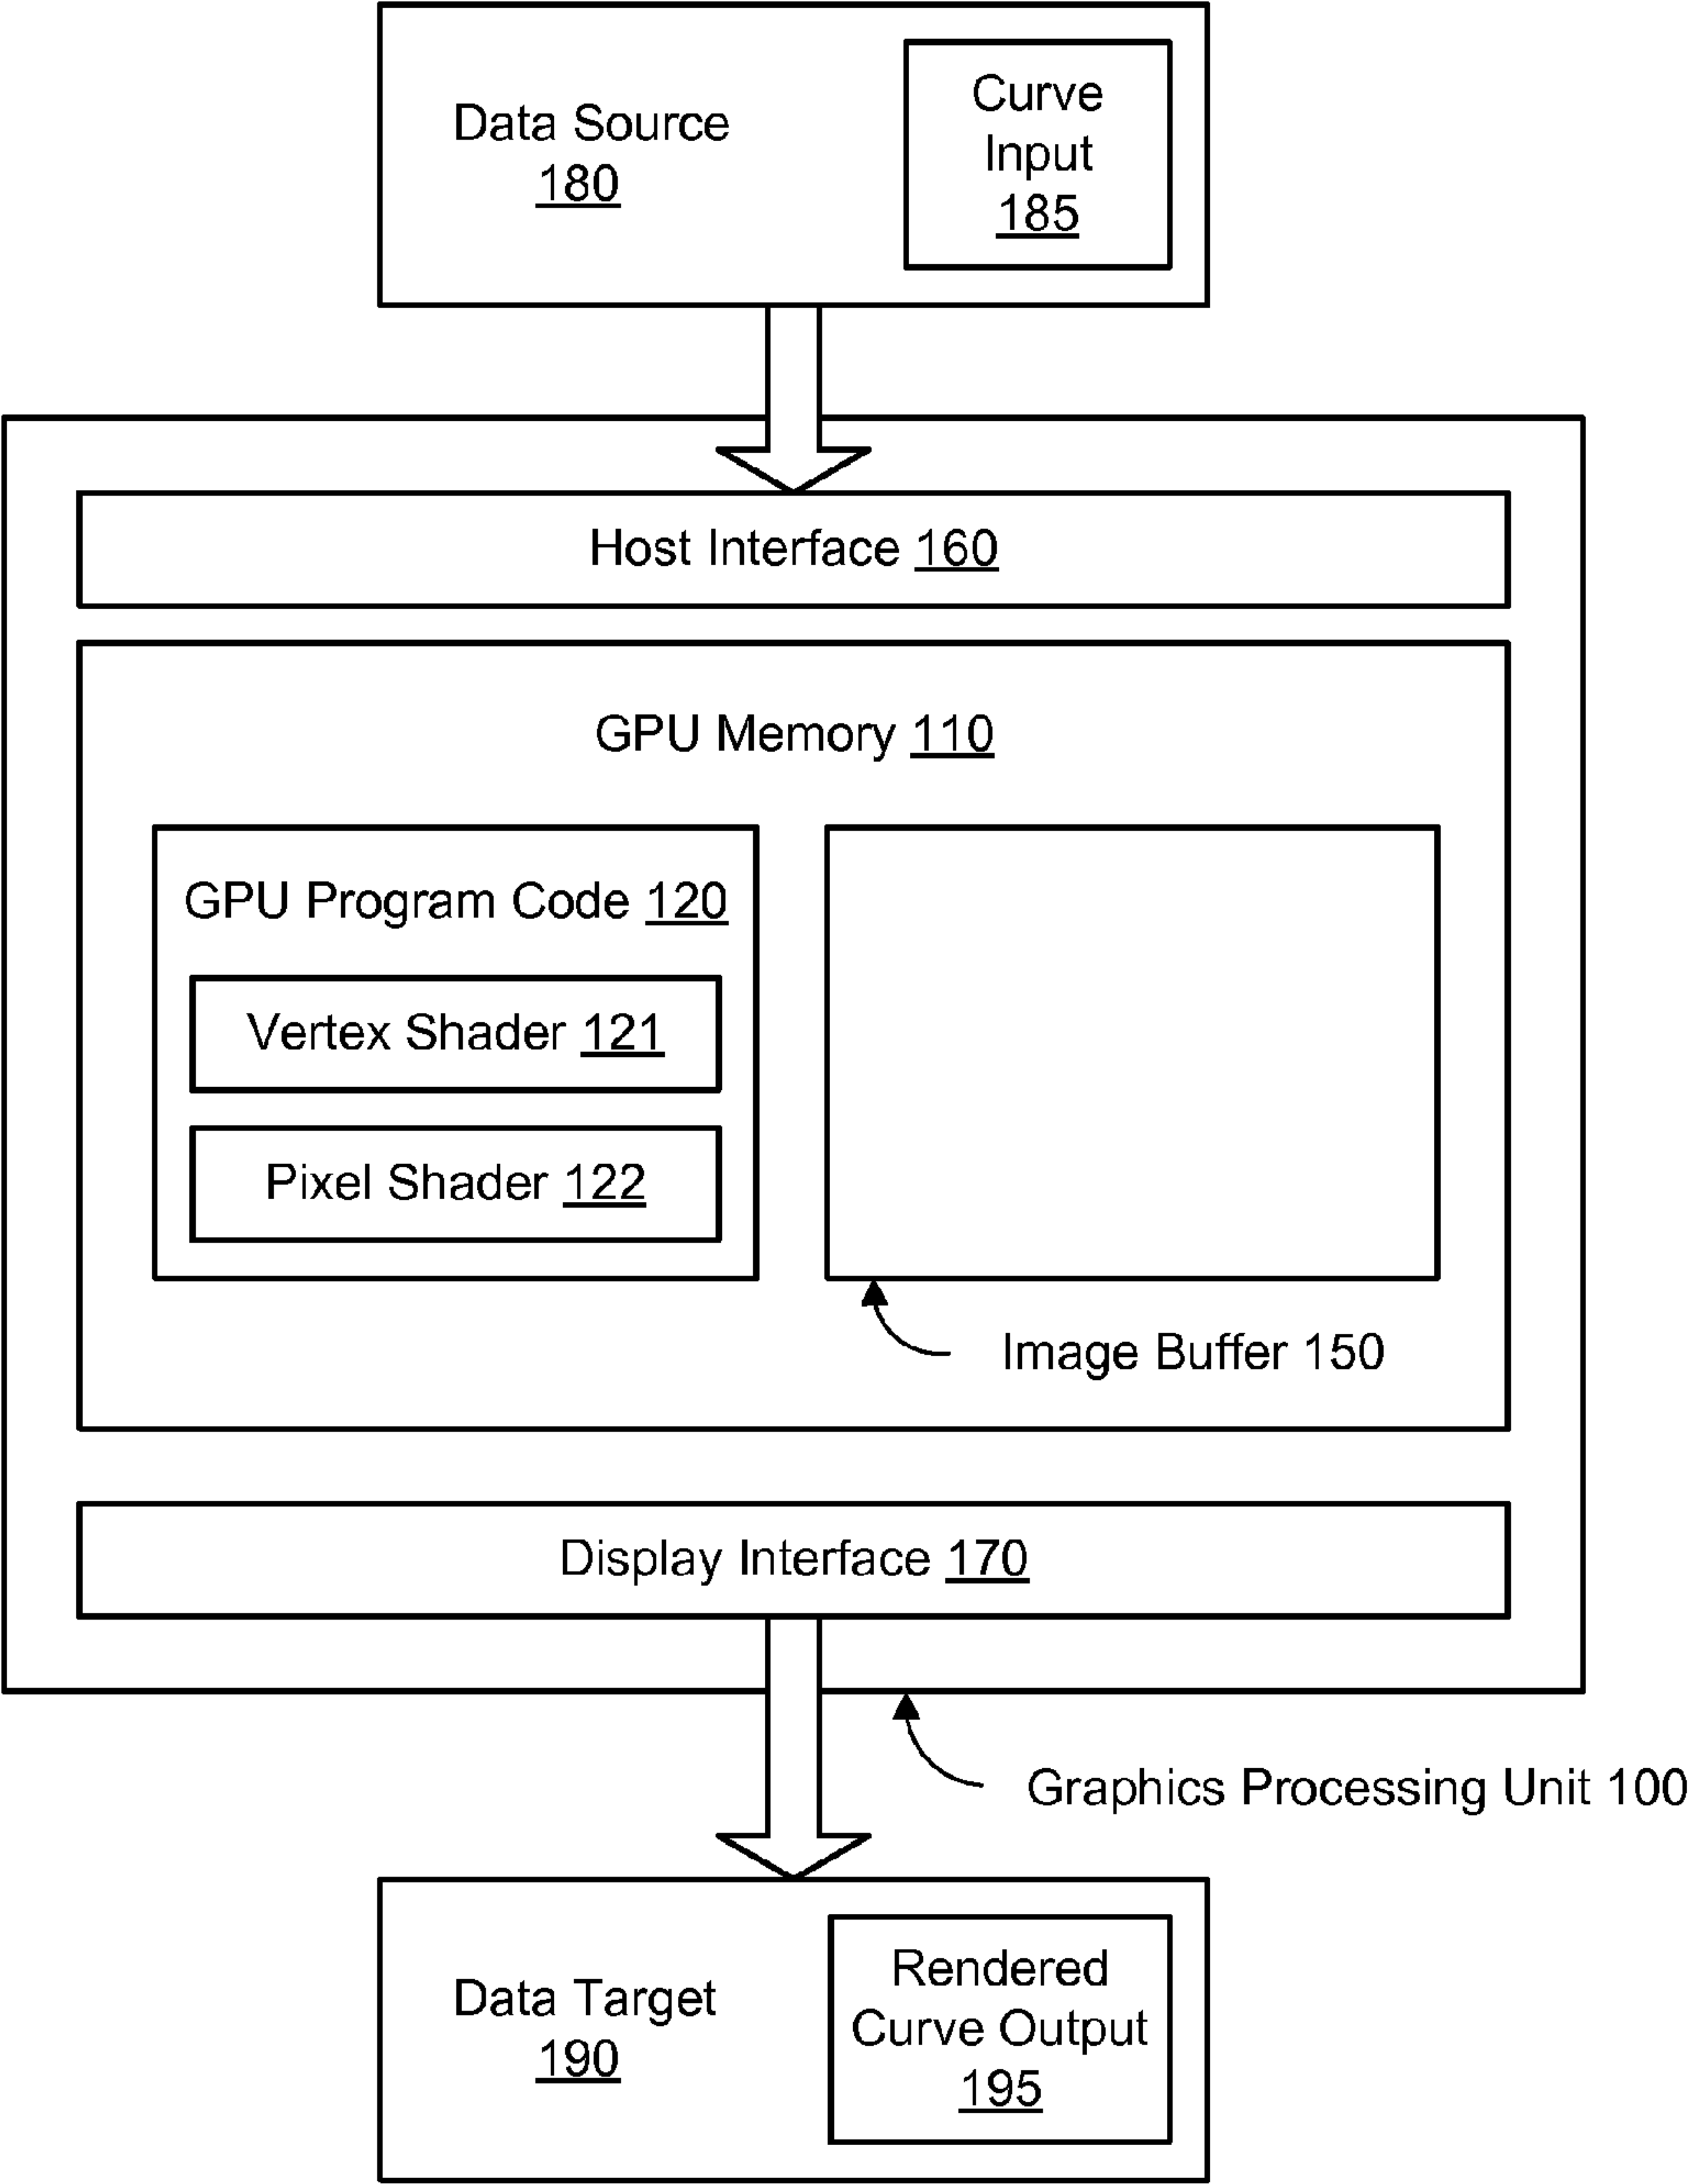 Data Source
180
Curve
Input
185
Host Interface 160
GPU Memory 110
GPU Program Code 120
Vertex Shader 121
Pixel Shader 122
Image Buffer 150
Display Interface 170
Graphics Processing Unit 100
Data Target
190
Rendered
Curve Output
195